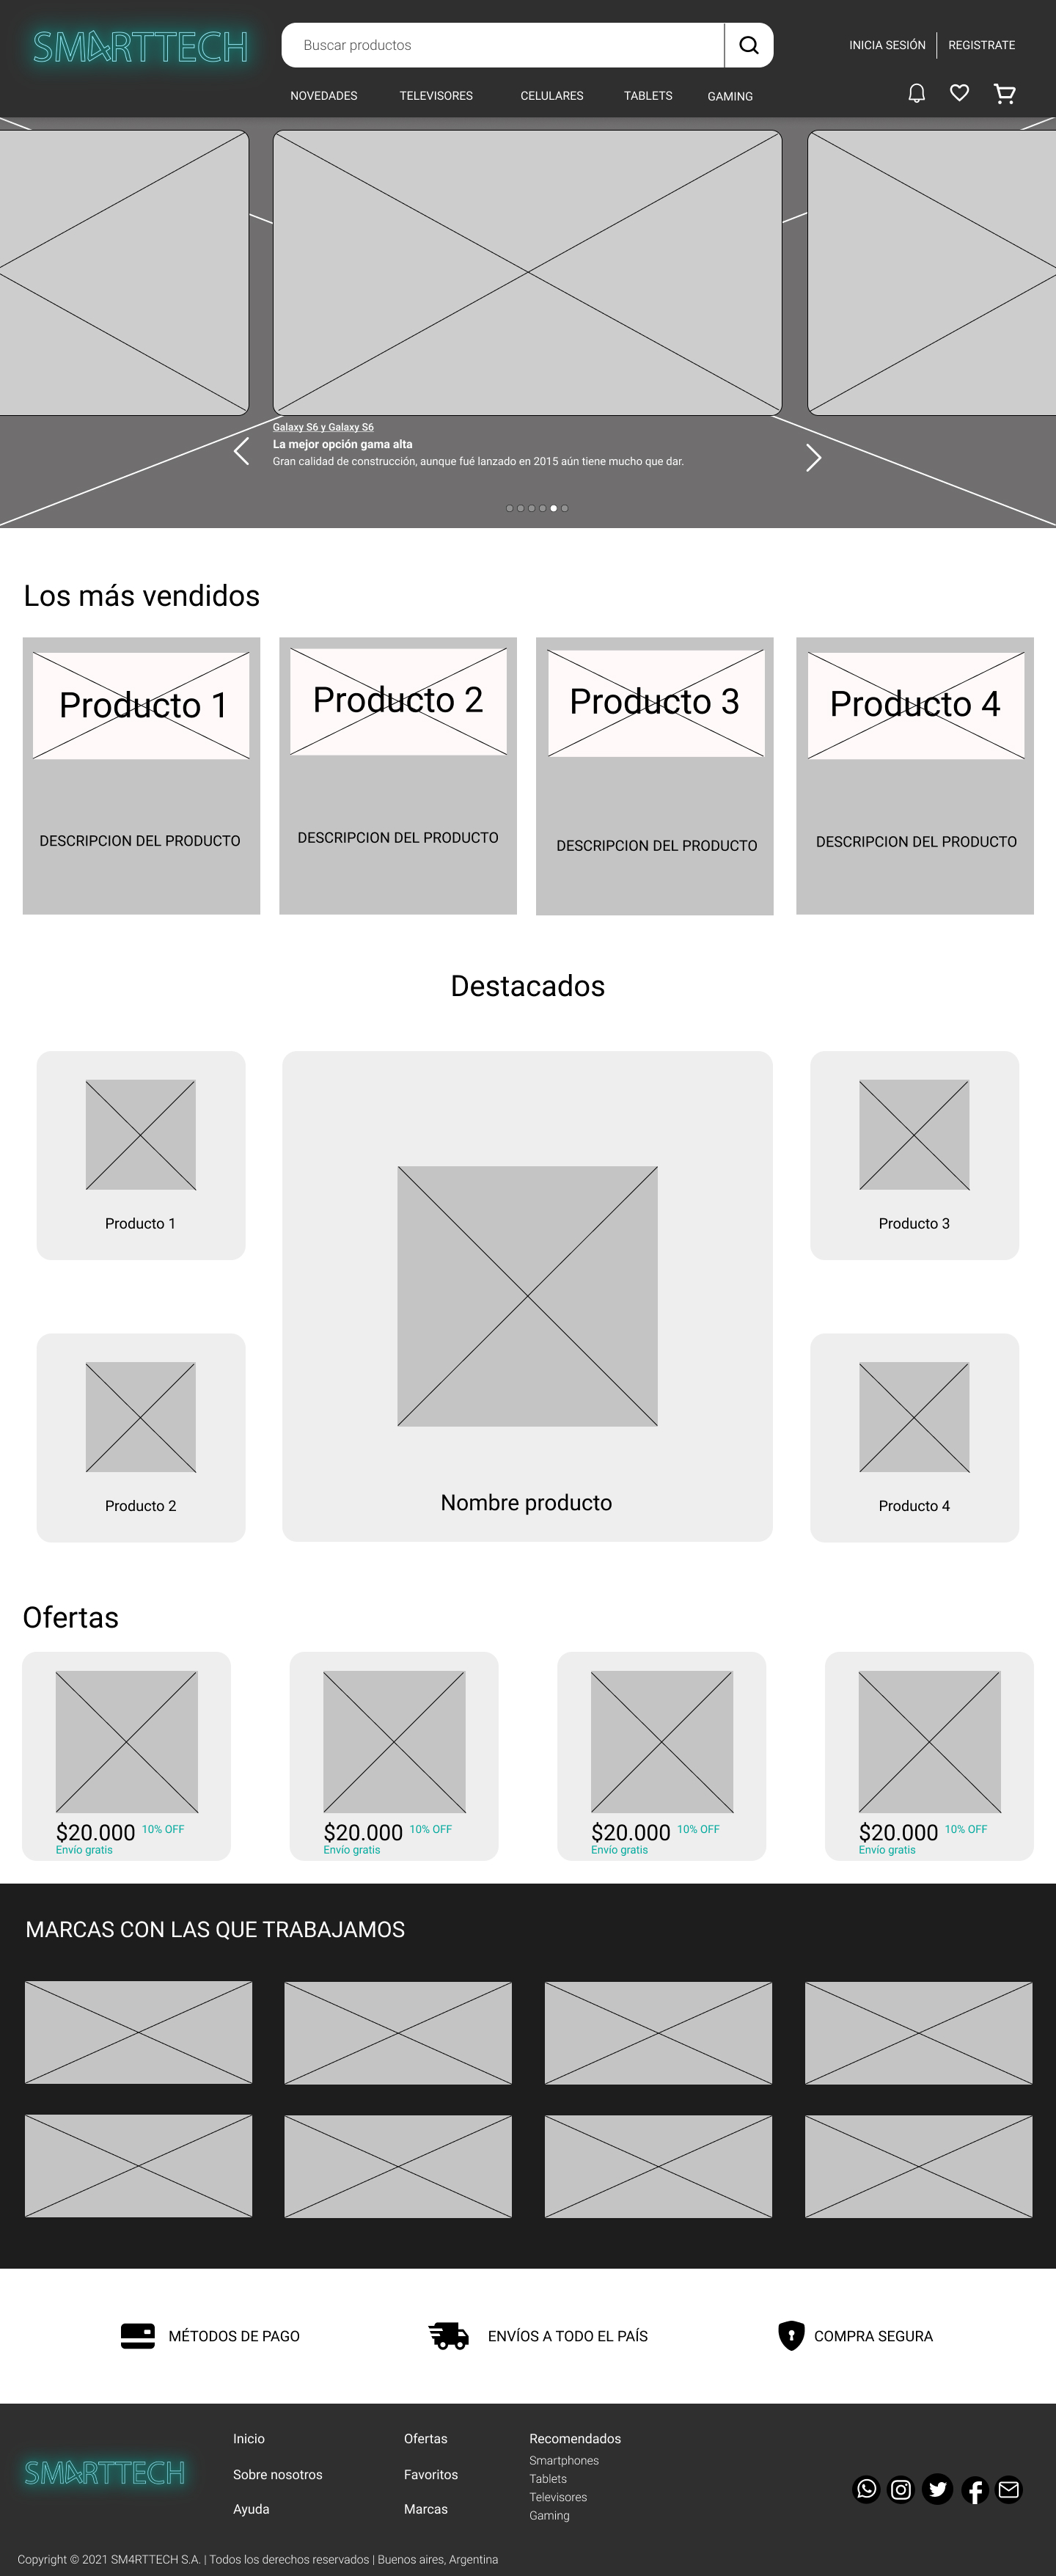 SM4RTTECH
Buscar productos
INICIA SESIÓN
REGISTRATE
NOVEDADES
TELEVISORES
CELULARES
TABLETS
GAMING
Galaxy S6 y Galaxy S6
La mejor opción gama alta
Gran calidad de construcción, aunque fué lanzado en 2015 aún tiene mucho que dar.
Los más vendidos
Producto 1
Producto 2
Producto 3
Producto 4
DESCRIPCION DEL PRODUCTO
DESCRIPCION DEL PRODUCTO
DESCRIPCION DEL PRODUCTO
DESCRIPCION DEL PRODUCTO
Destacados
Producto 1
Producto 2
Nombre producto
Producto 3
Producto 4
Ofertas
$20.000 10% OFF
Envío gratis
$20.000 10% OFF
Envío gratis
$20.000 10% OFF
Envío gratis
$20.000 10% OFF
Envío gratis
MARCAS CON LAS QUE TRABAJAMOS
MÉTODOS DE PAGO
ENVÍOS A TODO EL PAÍS
COMPRA SEGURA
SM4RTTECH
Inicio
Sobre nosotros
Ayuda
Ofertas
Favoritos
Marcas
Recomendados
Smartphones
Tablets
Televisores
Gaming
Copyright © 2021 SM4RTTECH S.A. | Todos los derechos reservados | Buenos aires, Argentina